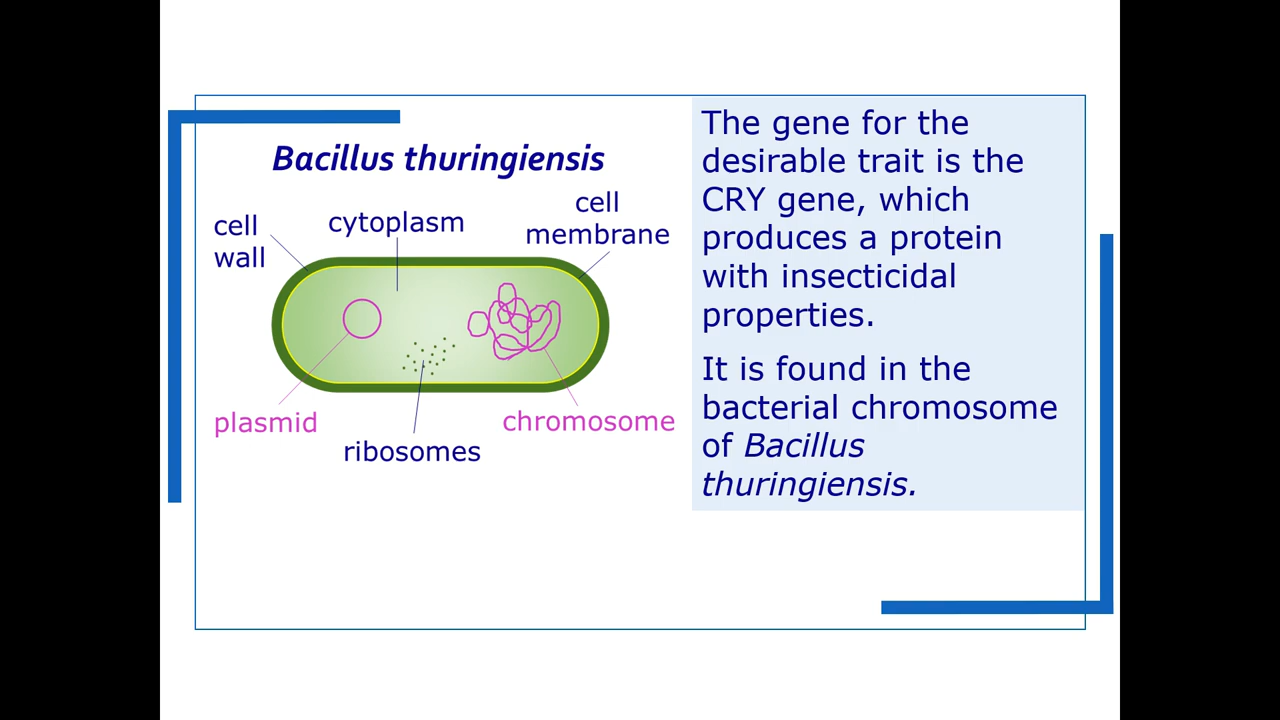 Bacillus thuringiensis
cell
wall
cytoplasm
cell
membrane
plasmid
ribosomes
chromosome
The gene for the
desirable trait is the
CRY gene, which
produces a protein
with insecticidal
properties.
It is found in the
bacterial chromosome
of Bacillus
thuringiensis.